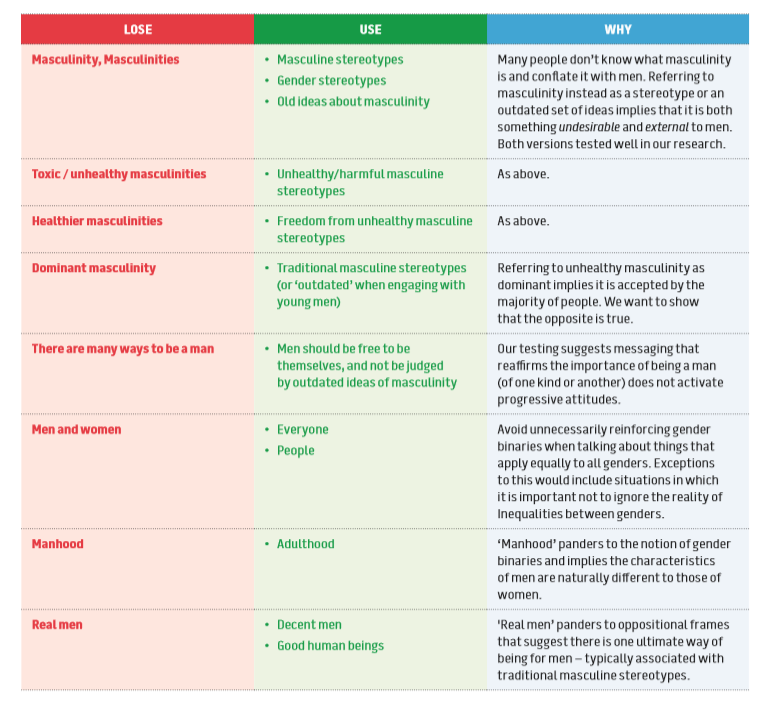 LOSE
USE
WHY
Masculinity, Masculinities
• Masculine stereotypes
• Gender stereotypes
• Old ideas about masculinity
Many people don’t know what masculinity
is and conflate it with men. Referring to
masculinity instead as a stereotype or an
outdated set of ideas implies that it is both
something undesirable and external to men.
Both versions tested well in our research.
Toxic / unhealthy masculinities
• Unhealthy/harmful masculine
stereotypes
As above.
Healthier masculinities
• Freedom from unhealthy masculine
stereotypes
As above.
Dominant masculinity
• Traditional masculine stereotypes
(or ‘outdated’ when engaging with
young men)
Referring to unhealthy masculinity as
dominant implies it is accepted by the
majority of people. We want to show
that the opposite is true.
There are many ways to be a man
• Men should be free to be
themselves, and not be judged
by outdated ideas of masculinity
Our testing suggests messaging that
reaffirms the importance of being a man
(of one kind or another) does not activate
progressive attitudes.
Men and women
• Everyone
• People
Avoid unnecessarily reinforcing gender
binaries when talking about things that
apply equally to all genders. Exceptions
to this would include situations in which
it is important not to ignore the reality of
Inequalities between genders.
Manhood
• Adulthood
‘Manhood’ panders to the notion of gender
binaries and implies the characteristics
of men are naturally different to those of
women.
Real men
• Decent men
• Good human beings
‘Real men’ panders to oppositional frames
that suggest there is one ultimate way of
being for men – typically associated with
traditional masculine stereotypes.